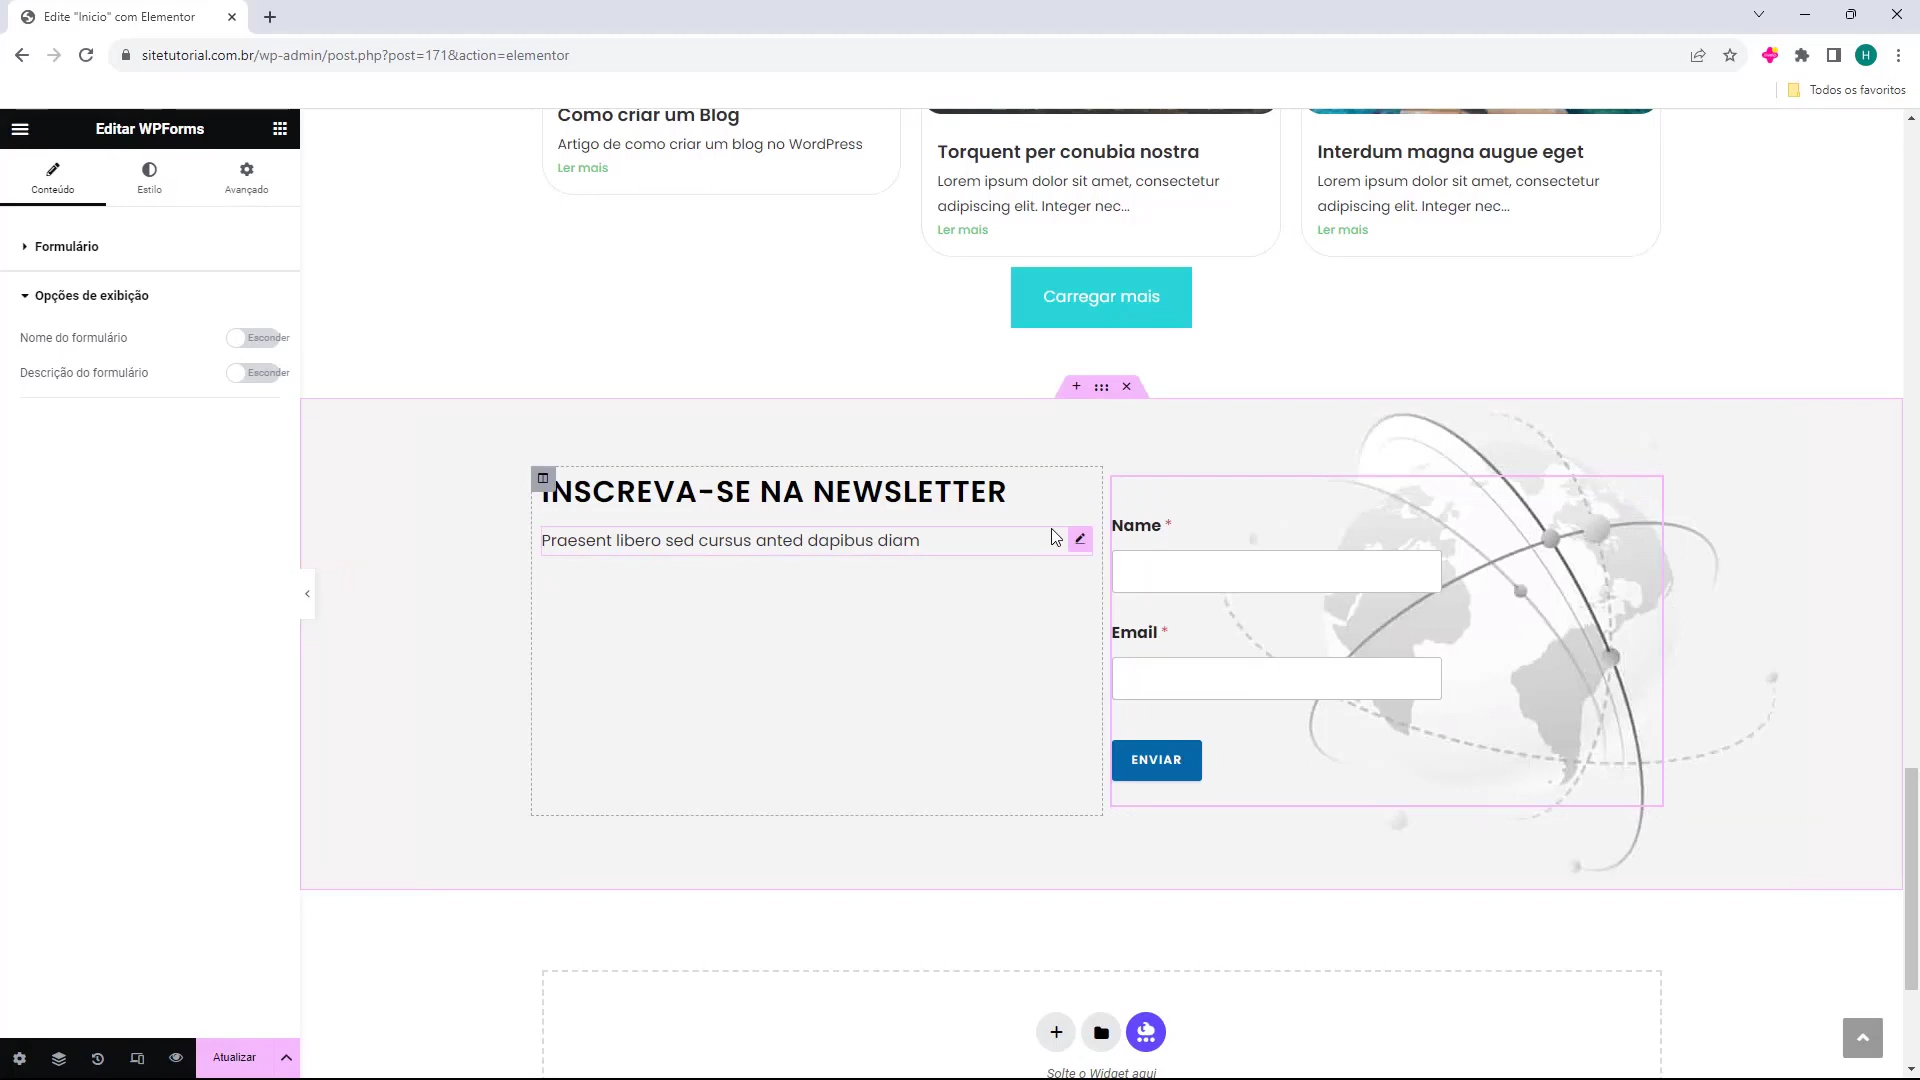 Edite "Inicio" com Elementor
sitetutorial.com.br/wp-admin/post.php?post=171&action=elementor
H
Todos os favoritos
Editar WPForms
Conteúdo
Estilo
Avançado
Formulário
Opções de exibição
Nome do formulário
Esconder
Descrição do formulário
Esconder
Atualizar
Como criar um Blog
Artigo de como criar um blog no WordPress
Ler mais
Torquent per conubia nostra
Lorem ipsum dolor sit amet, consectetur
adipiscing elit. Integer nec...
Ler mais
Interdum magna augue eget
Lorem ipsum dolor sit amet, consectetur
adipiscing elit. Integer nec...
Ler mais
Carregar mais
INSCREVA-SE NA NEWSLETTER
Praesent libero sed cursus anted dapibus diam
Name *
Email *
ENVIAR
Solte o Widget aqui